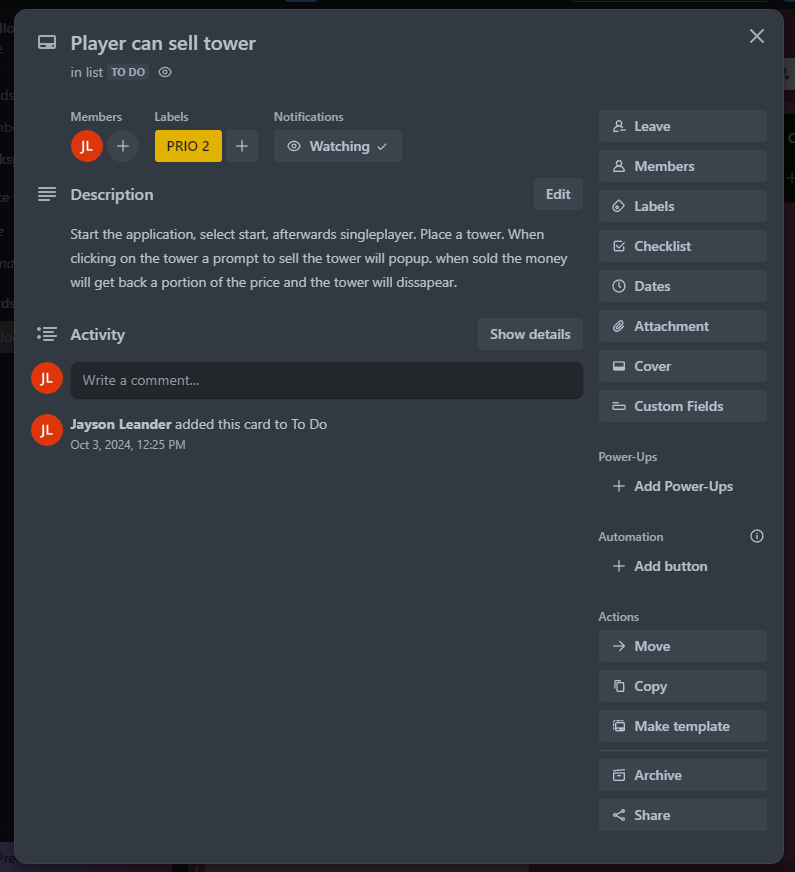 Player can sell tower
in list TO DO
Members
Labels
Notifications
JL
PRIO 2
Watching
Description
Edit
Start the application, select start, afterwards singleplayer. Place a tower. When
clicking on the tower a prompt to sell the tower will popup. when sold the money
will get back a portion of the price and the tower will dissapear.
Activity
Show details
JL
Write a comment...
JL
Jayson Leander added this card to To Do
Oct 3, 2024, 12:25 PM
Leave
Members
Labels
Checklist
Dates
Attachment
Cover
Custom Fields
Power-Ups
Add Power-Ups
Automation
Add button
Actions
Move
Copy
Make template
Archive
Share